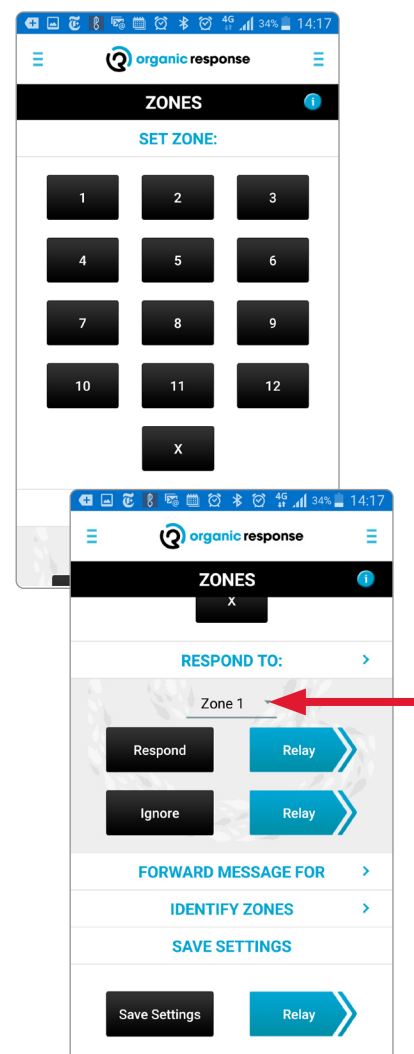 4G 34% 14:17
organic response
ZONES i
SET ZONE:
1 2 3
4 5 6
7 8 9
10 11 12
X
4G 34% 14:17
organic response
ZONES i
X
RESPOND TO: >
Zone 1
Respond Relay
Ignore Relay
FORWARD MESSAGE FOR >
IDENTIFY ZONES >
SAVE SETTINGS
Save Settings Relay